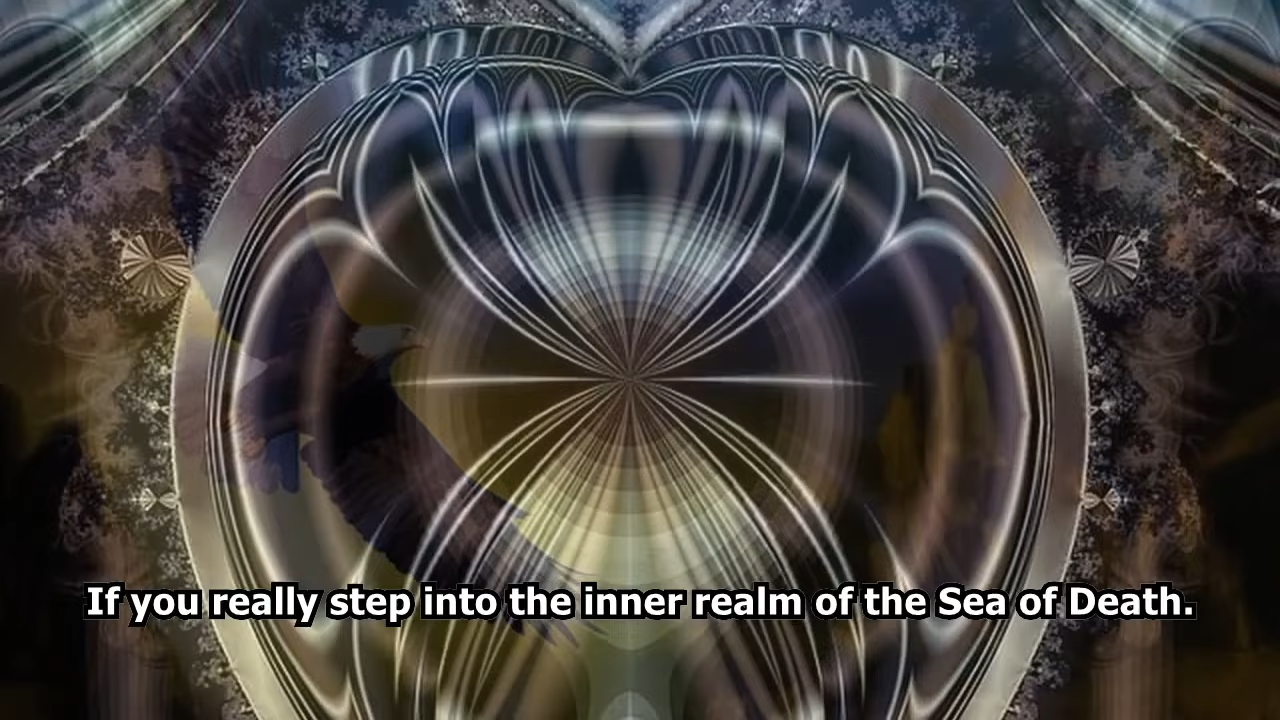 If you really step into the inner realm of the Sea of Death.